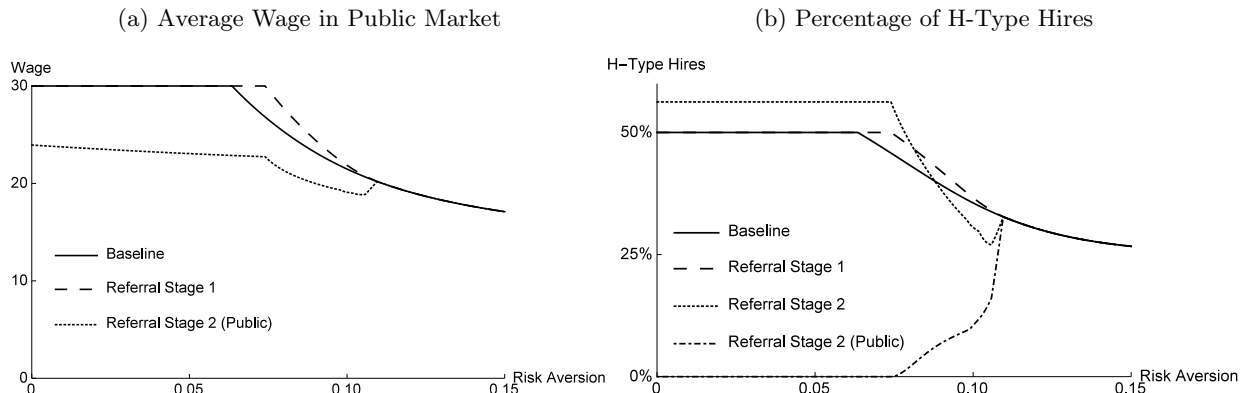 (a) Average Wage in Public Market
Wage
30
20
10
0
0
0.05
0.10
0.15
Risk Aversion
Baseline
Referral Stage 1
Referral Stage 2 (Public)
(b) Percentage of H-Type Hires
H-Type Hires
50%
25%
0%
0
0.05
0.10
0.15
Risk Aversion
Baseline
Referral Stage 1
Referral Stage 2
Referral Stage 2 (Public)